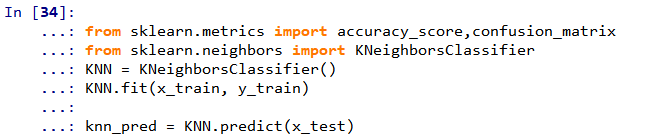 In [34]:
...: from sklearn.metrics import accuracy_score,confusion_matrix
...: from sklearn.neighbors import KNeighborsClassifier
...: KNN = KNeighborsClassifier()
...: KNN.fit(x_train, y_train)
...:
...: knn_pred = KNN.predict(x_test)